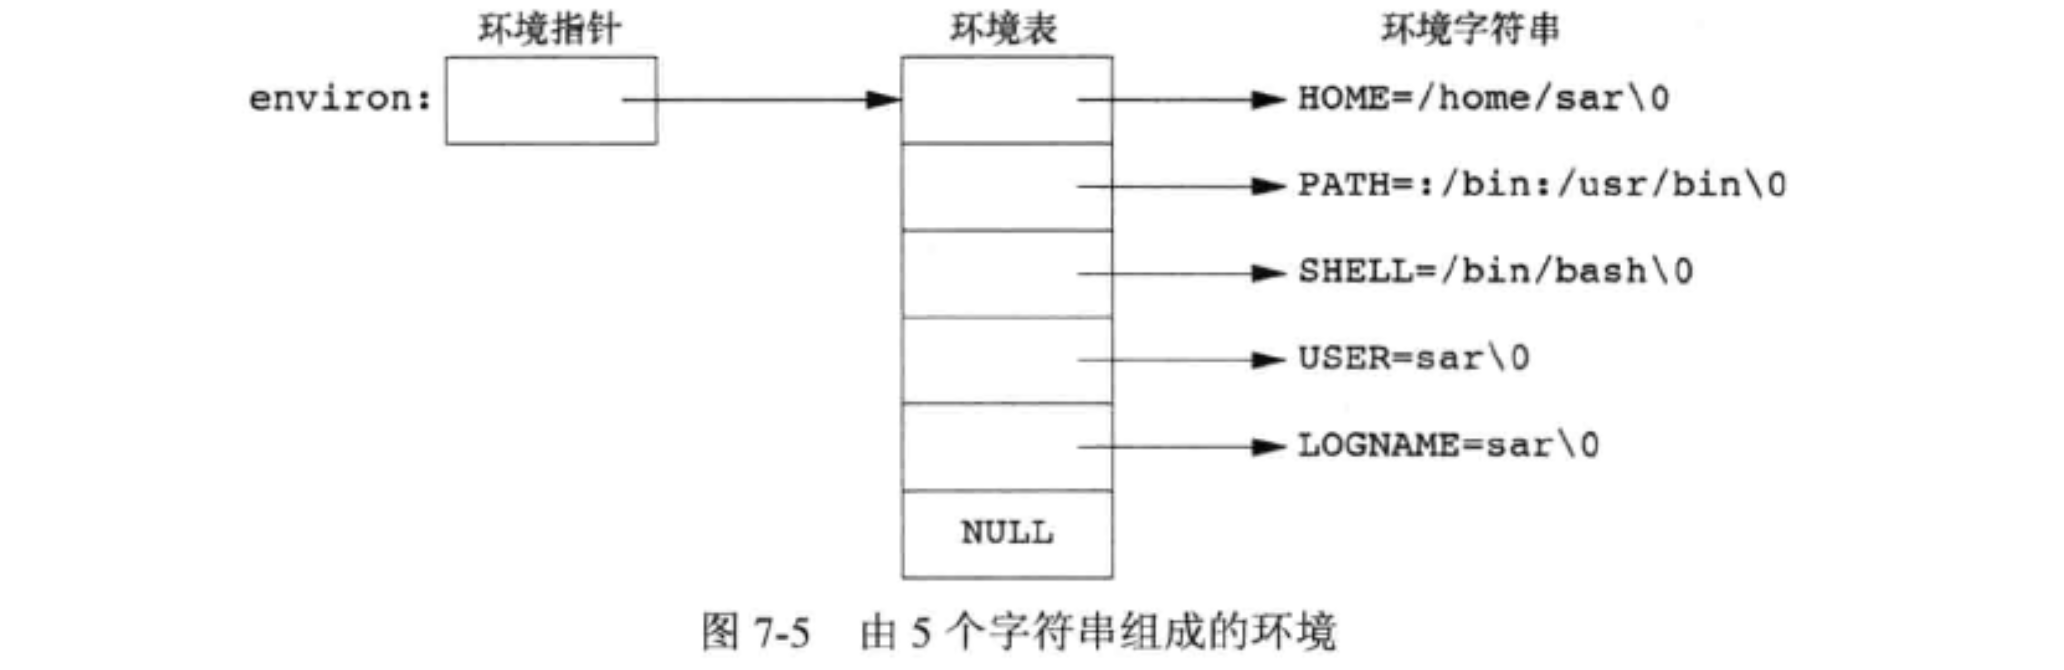 环境指针 环境表 环境字符串
environ: HOME=/home/sar\0
PATH=:/bin:/usr/bin\0
SHELL=/bin/bash\0
USER=sar\0
LOGNAME=sar\0
NULL
图 7-5 由 5 个字符串组成的环境